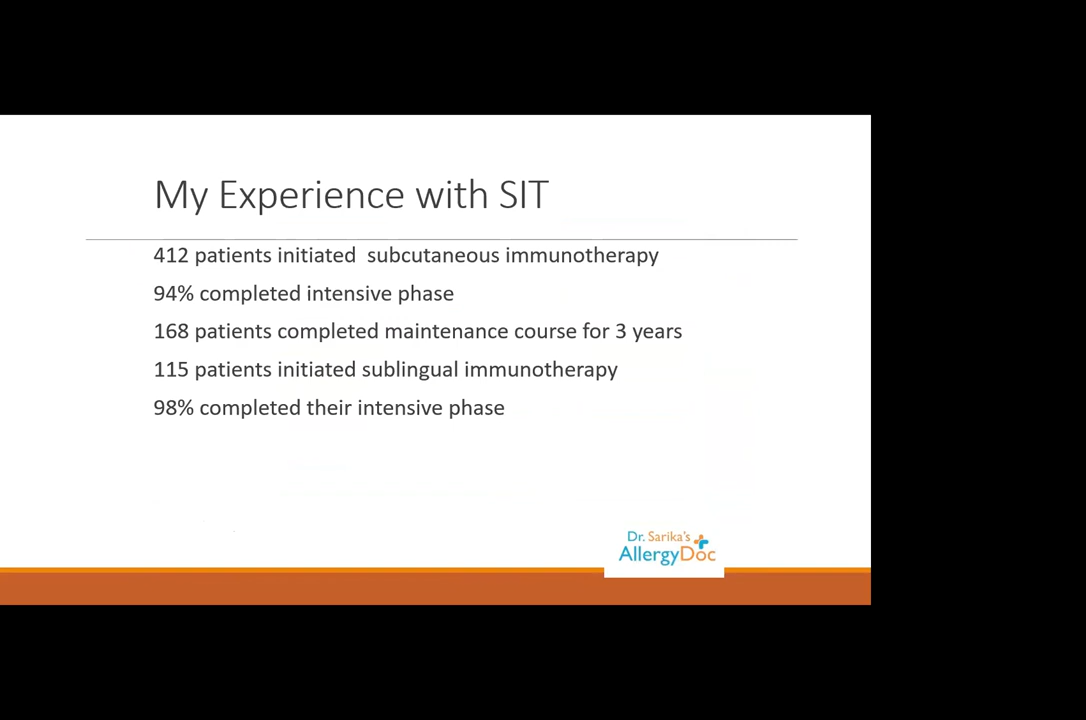 My Experience with SIT
412 patients initiated  subcutaneous immunotherapy
94% completed intensive phase
168 patients completed maintenance course for 3 years
115 patients initiated sublingual immunotherapy
98% completed their intensive phase
Dr. Sarika's
AllergyDoc